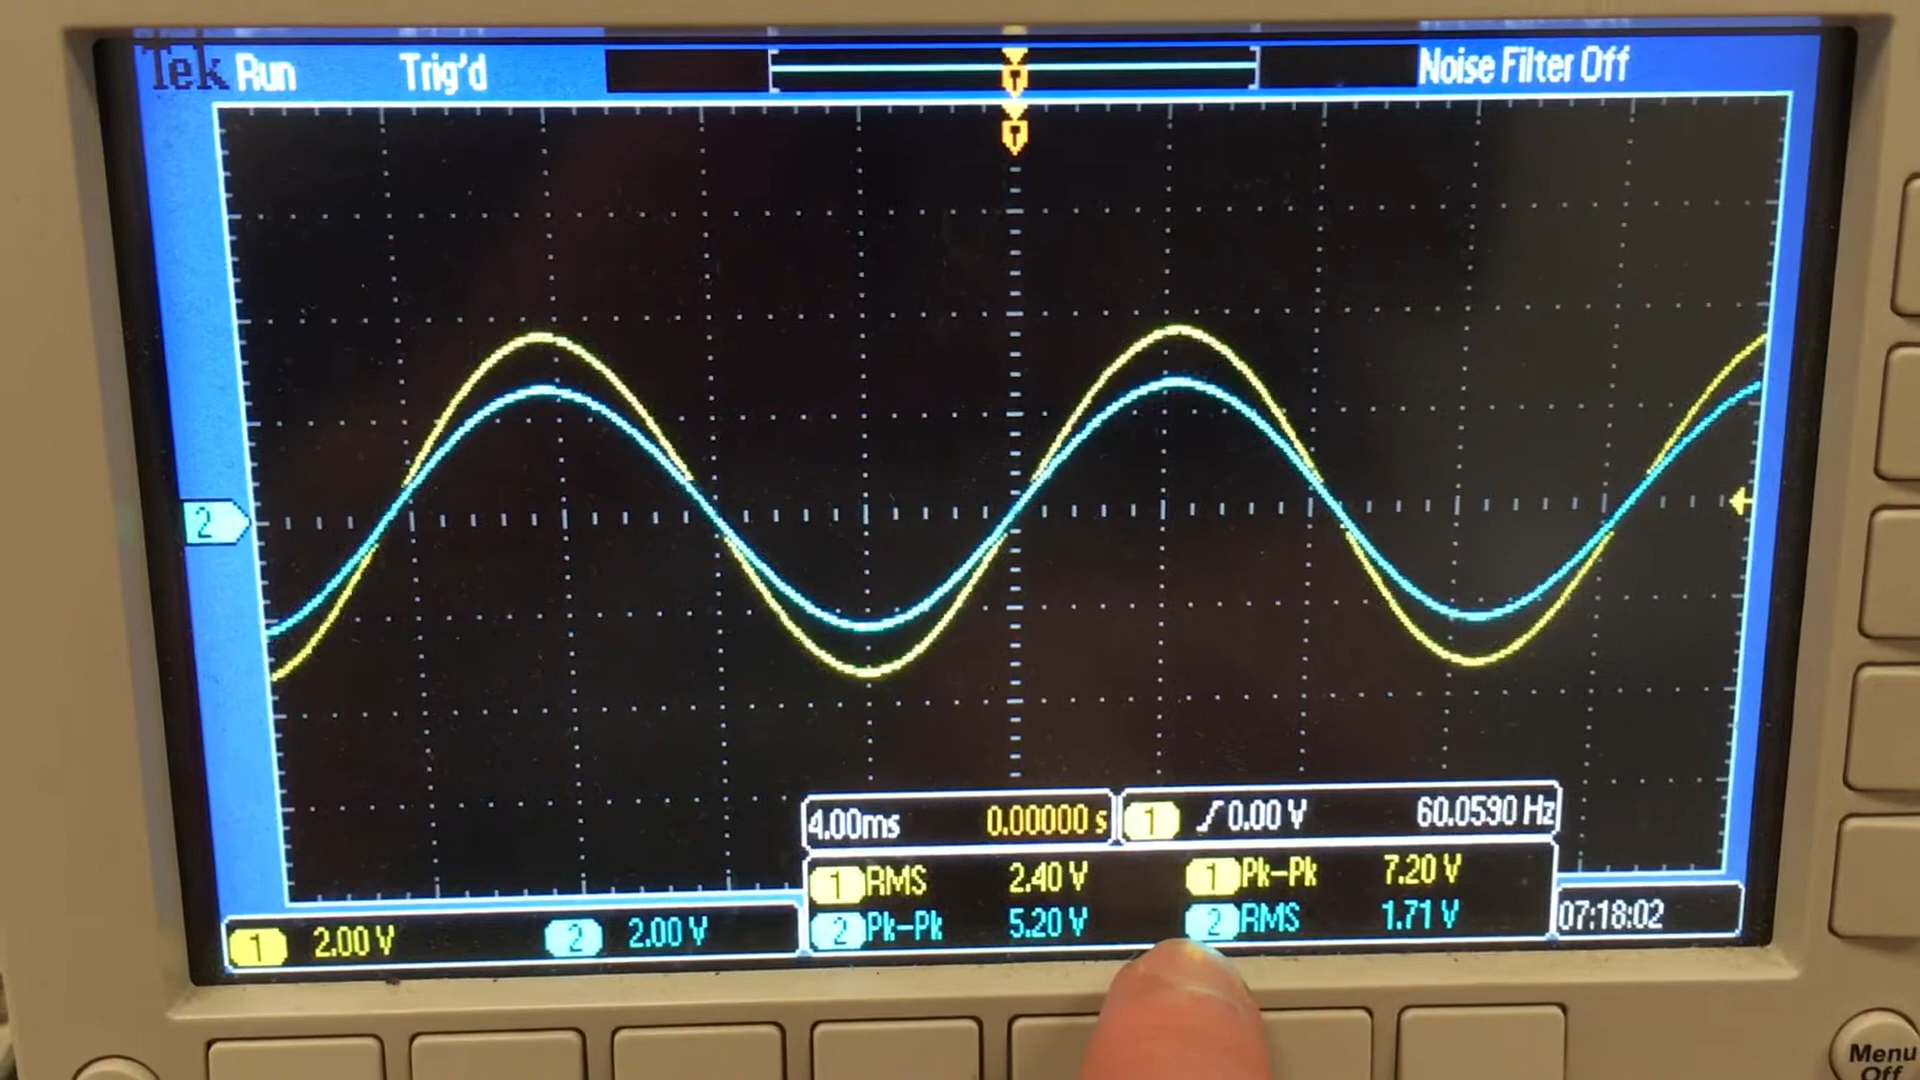 Tek Run Trig'd Noise Filter Off
T
T
2
4.00ms 0.00000 s 1 0.00 V 60.0590 Hz
1 RMS 2.40 V 1 Pk-Pk 7.20 V
2 Pk-Pk 5.20 V 2 RMS 1.71 V
1 2.00 V 2 2.00 V 07:18:02
Menu
Off